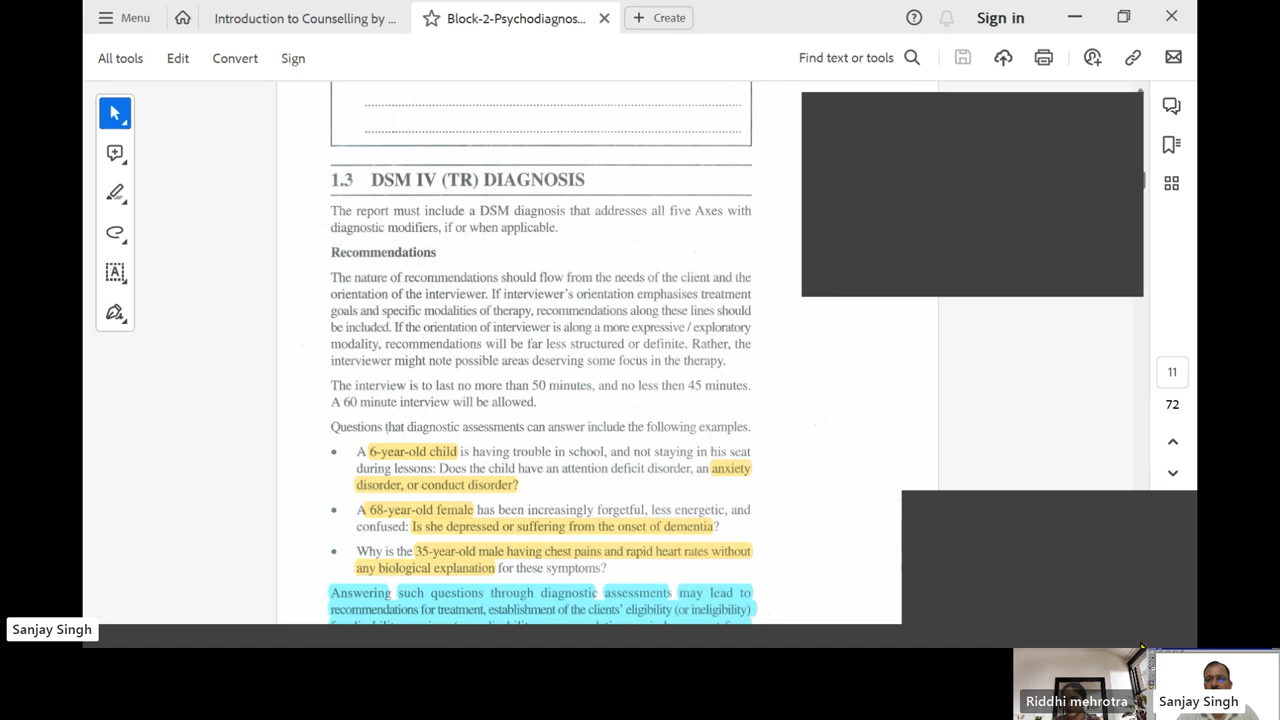 Menu
Introduction to Counselling by ...
Block-2-Psychodiagnos...
Create
Sign in
All tools
Edit
Convert
Sign
Find text or tools
1.3 DSM IV (TR) DIAGNOSIS
The report must include a DSM diagnosis that addresses all five Axes with
diagnostic modifiers, if or when applicable.
Recommendations
The nature of recommendations should flow from the needs of the client and the
orientation of the interviewer. If interviewer's orientation emphasises treatment
goals and specific modalities of therapy, recommendations along these lines should
be included. If the orientation of interviewer is along a more expressive / exploratory
modality, recommendations will be far less structured or definite. Rather, the
interviewer might note possible areas deserving some focus in the therapy.
The interview is to last no more than 50 minutes, and no less then 45 minutes.
A 60 minute interview will be allowed.
Questions that diagnostic assessments can answer include the following examples.
• A 6-year-old child is having trouble in school, and not staying in his seat
during lessons: Does the child have an attention deficit disorder, an anxiety
disorder, or conduct disorder?
• A 68-year-old female has been increasingly forgetful, less energetic, and
confused: Is she depressed or suffering from the onset of dementia?
• Why is the 35-year-old male having chest pains and rapid heart rates without
any biological explanation for these symptoms?
Answering such questions through diagnostic assessments may lead to
recommendations for treatment, establishment of the clients' eligibility (or ineligibility)
11
72
Sanjay Singh
Riddhi mehrotra
Sanjay Singh